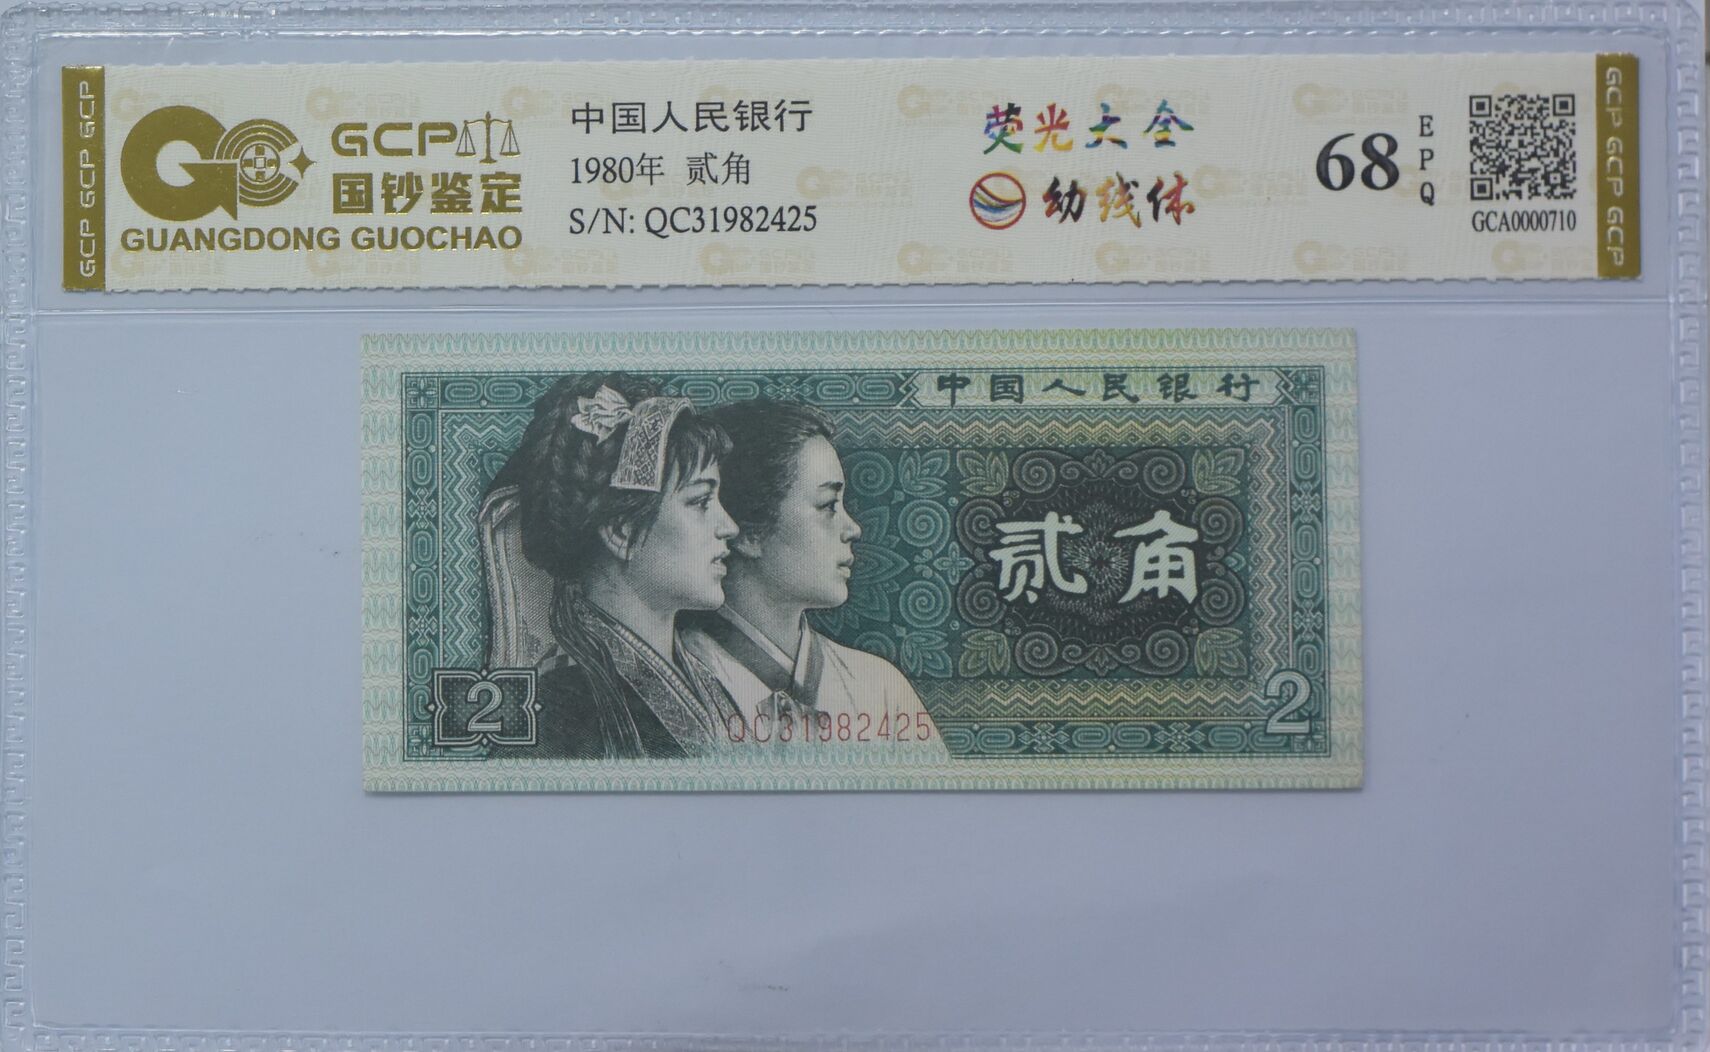 GCP GCP GCP
GCP
国钞鉴定
GUANGDONG GUOCHAO
中国人民银行
1980年 贰角
S/N: QC31982425
荧光大全
幼线体
68
EPQ
GCA0000710
GCP GCP GCP
中国人民银行
贰角
2
2
QC31982425